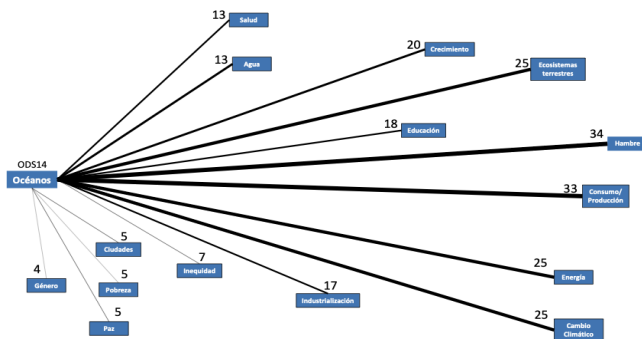 13
Salud
13
Agua
20
Crecimiento
25
Ecosistemas
terrestres
18
Educación
34
Hambre
ODS14
Océanos
33
Consumo/
Producción
5
Ciudades
7
Inequidad
4
Género
5
Pobreza
5
Paz
17
Industrialización
25
Energía
25
Cambio
Climático